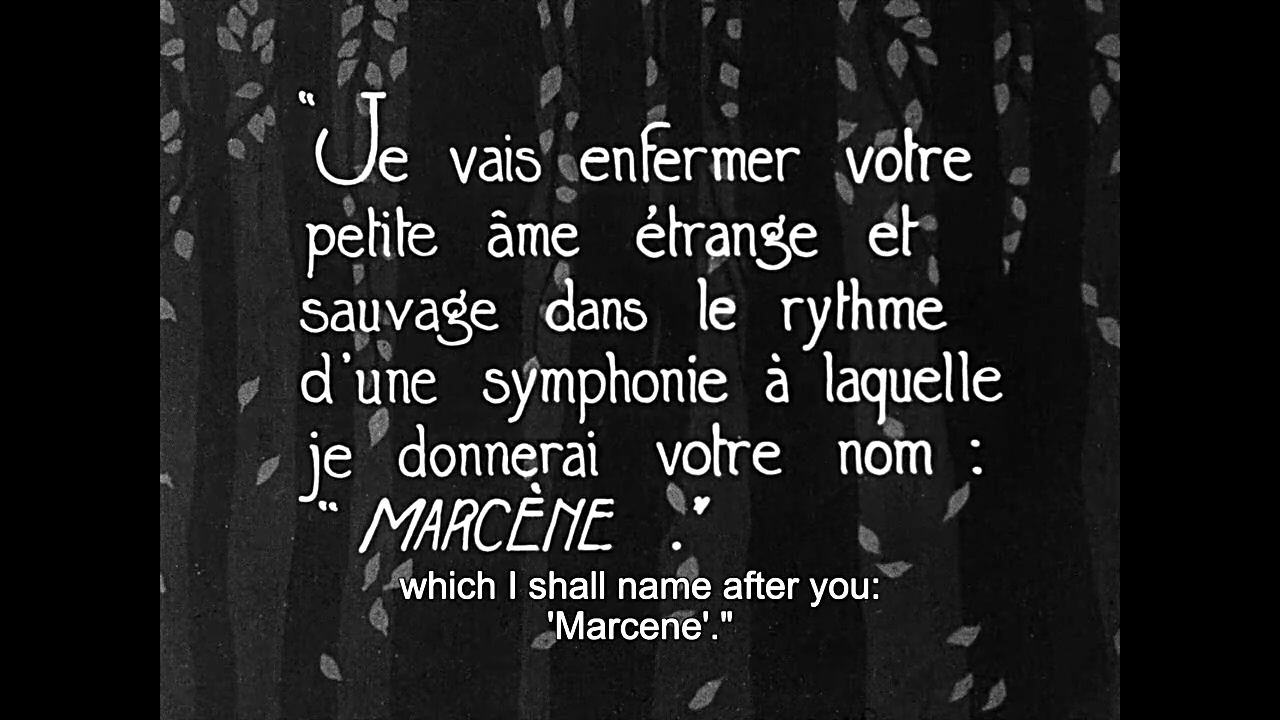 “Je vais enfermer votre
petite âme étrange et
sauvage dans le rythme
d'une symphonie à laquelle
je donnerai votre nom :
“ MARCÈNE .”
which I shall name after you:
'Marcene'."